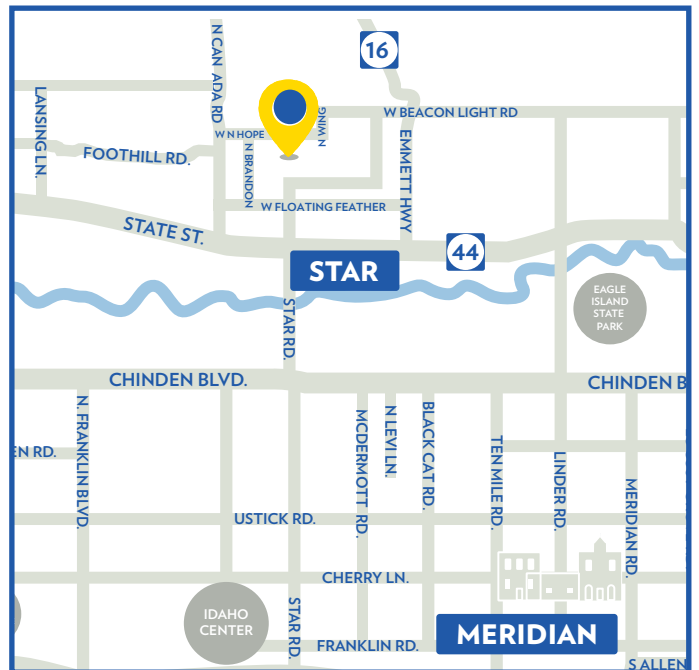 16
N CAN ADA RD
LANSING LN.
W BEACON LIGHT RD
N WING
W N HOPE
EMMETT HWY
FOOTHILL RD.
N BRANDON
W FLOATING FEATHER
STATE ST.
44
STAR
EAGLE
ISLAND
STATE
PARK
STAR RD.
CHINDEN BLVD.
CHINDEN B
N. FRANKLIN BLVD.
MCDERMOTT RD.
N LEVI LN.
BLACK CAT RD.
TEN MILE RD.
LINDER RD.
MERIDIAN RD.
EN RD.
USTICK RD.
CHERRY LN.
IDAHO
CENTER
STAR RD.
FRANKLIN RD.
MERIDIAN
S ALLEN